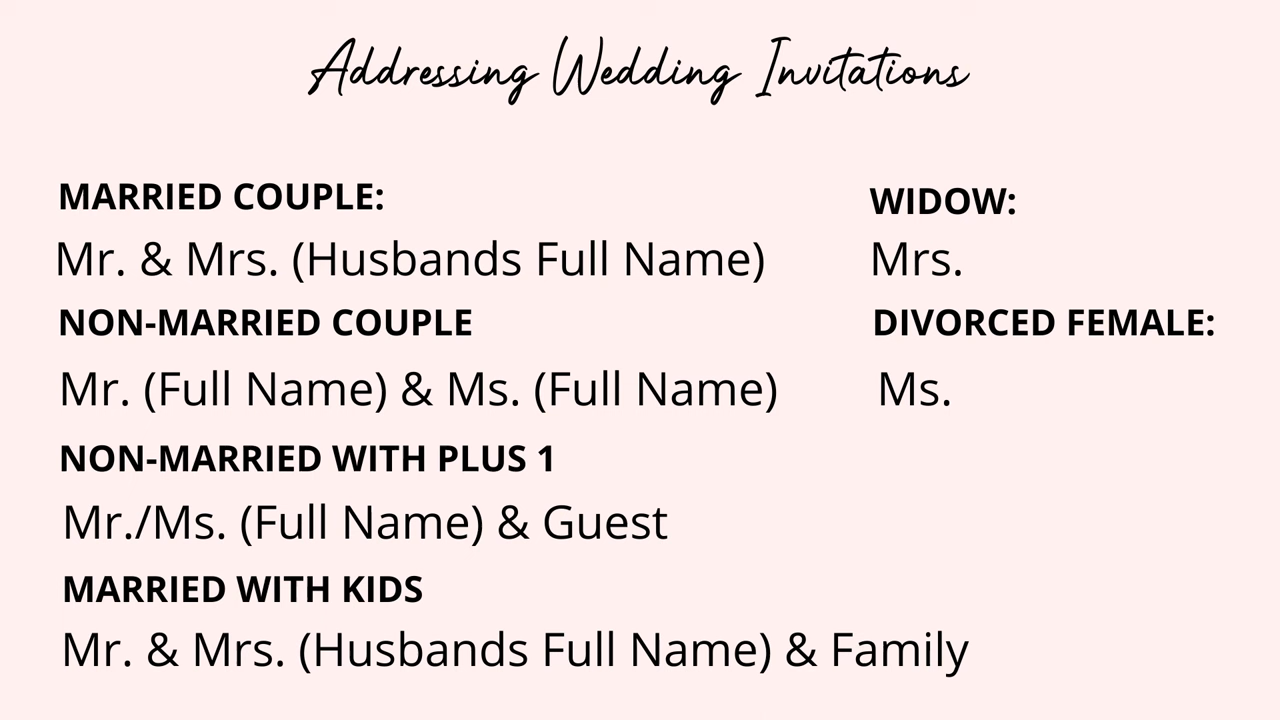 Addressing Wedding Invitations
MARRIED COUPLE:
Mr. & Mrs. (Husbands Full Name)
NON-MARRIED COUPLE
Mr. (Full Name) & Ms. (Full Name)
NON-MARRIED WITH PLUS 1
Mr./Ms. (Full Name) & Guest
MARRIED WITH KIDS
Mr. & Mrs. (Husbands Full Name) & Family
WIDOW:
Mrs.
DIVORCED FEMALE:
Ms.